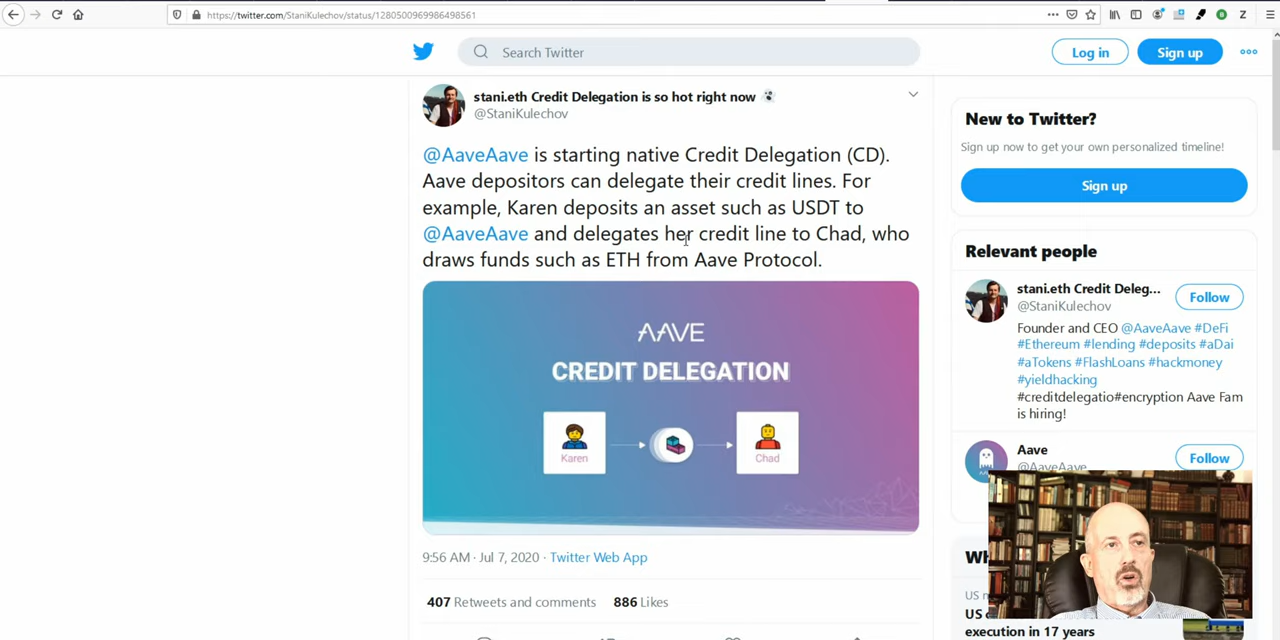 https://twitter.com/StaniKulechov/status/1280500969986498561
Z
Search Twitter
Log in
Sign up
stani.eth Credit Delegation is so hot right now
@StaniKulechov
@AaveAave is starting native Credit Delegation (CD).
Aave depositors can delegate their credit lines. For
example, Karen deposits an asset such as USDT to
@AaveAave and delegates her credit line to Chad, who
draws funds such as ETH from Aave Protocol.
AAVE
CREDIT DELEGATION
Karen
Chad
9:56 AM · Jul 7, 2020 · Twitter Web App
407 Retweets and comments 886 Likes
New to Twitter?
Sign up now to get your own personalized timeline!
Sign up
Relevant people
stani.eth Credit Deleg...
@StaniKulechov
Follow
Founder and CEO @AaveAave #DeFi
#Ethereum #lending #deposits #aDai
#aTokens #FlashLoans #hackmoney
#yieldhacking
#creditdelegatio#encryption Aave Fam
is hiring!
Aave
@AaveAave
Follow
US
execution in 17 years